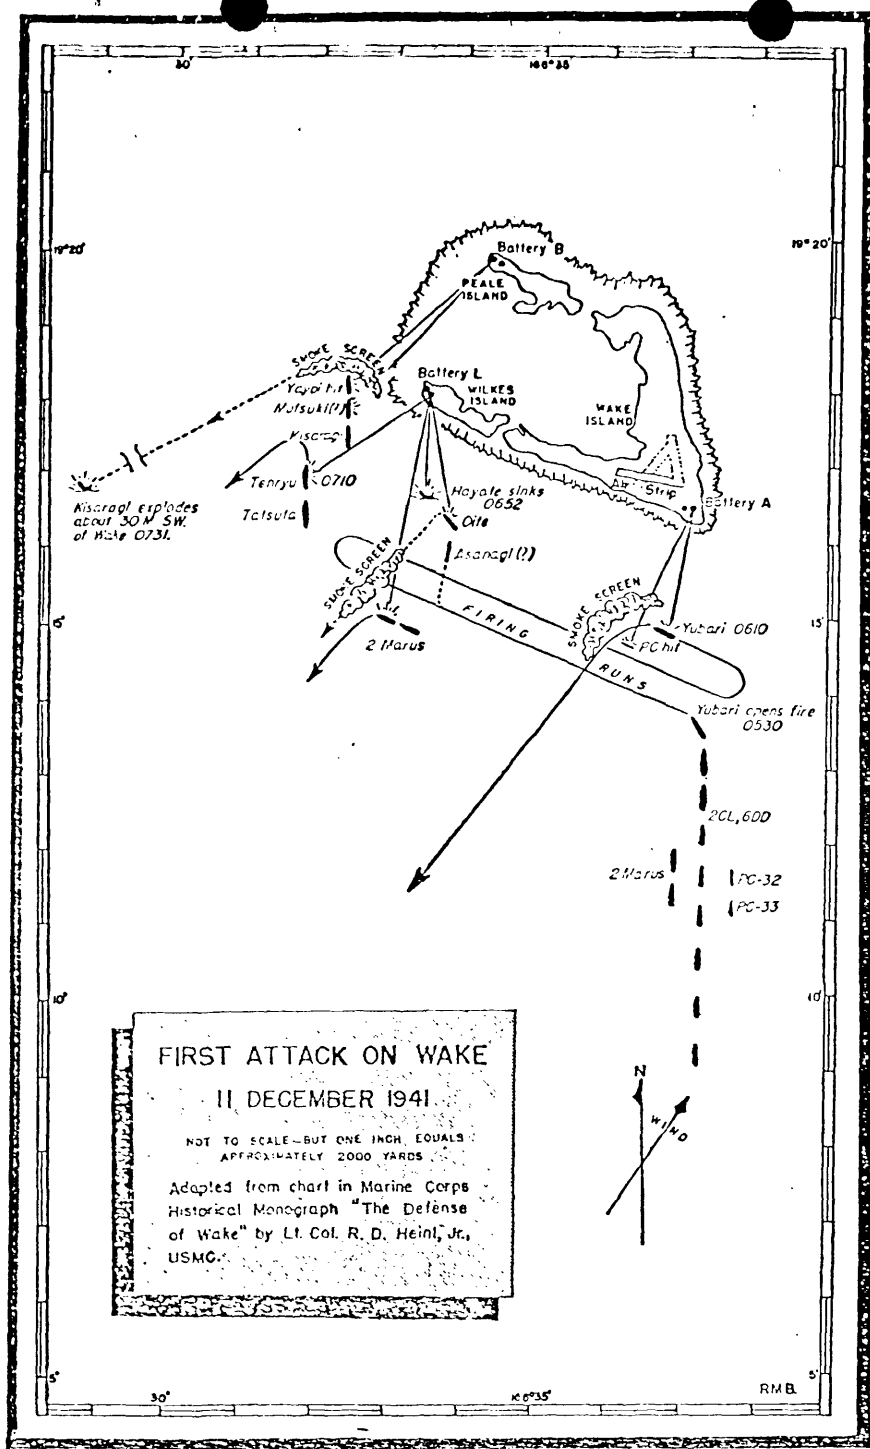 30'
166°35'
19°20'
19°20'
Battery B
PEALE
ISLAND
SMOKE SCREEN
Yayoi hit
Mutsuki(?)
Kisaragi
Battery L
WILKES
ISLAND
WAKE
ISLAND
Tenryu
0710
Tatsuta
Kisaragi explodes
about 30 M SW.
of Wake 0731.
Hayate sinks
0652
Oite
Asanagi(?)
Air Strip
Battery A
SMOKE SCREEN
SMOKE SCREEN
5'
15'
FIRING
RUNS
2 Marus
Yubari 0610
PC hit
Yubari opens fire
0530
2CL, 6DD
2 Marus
PC-32
PC-33
10'
10'
FIRST ATTACK ON WAKE
11 DECEMBER 1941
NOT TO SCALE—BUT ONE INCH EQUALS
APPROXIMATELY 2000 YARDS
Adapted from chart in Marine Corps
Historical Monograph "The Defense
of Wake" by Lt. Col. R. D. Heinl, Jr.,
USMC.
N
WIND
5'
5'
30'
166°35'
R.M.B.